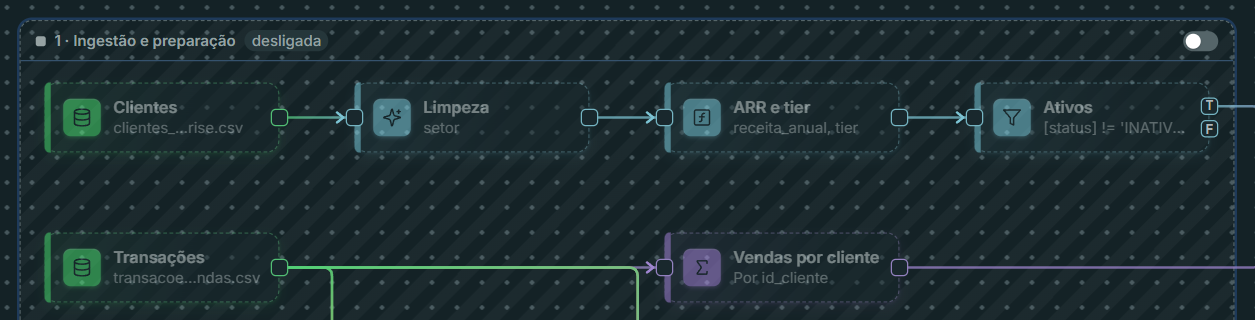 1 · Ingestão e preparação desligada
Clientes
clientes_...rise.csv
Limpeza
setor
ARR e tier
receita_anual, tier
Ativos
[status] != 'INATIV...
T
F
Transações
transacoe...ndas.csv
Vendas por cliente
Por id_cliente